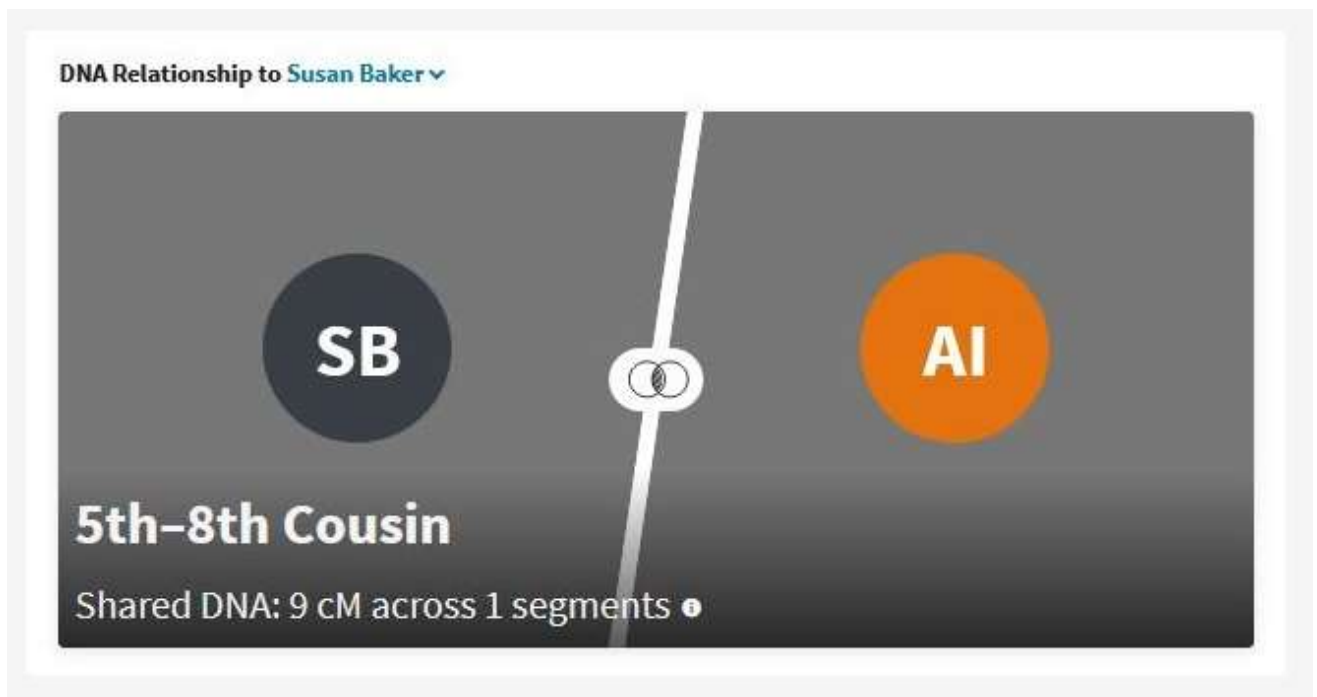 DNA Relationship to Susan Baker
SB
AI
5th–8th Cousin
Shared DNA: 9 cM across 1 segments